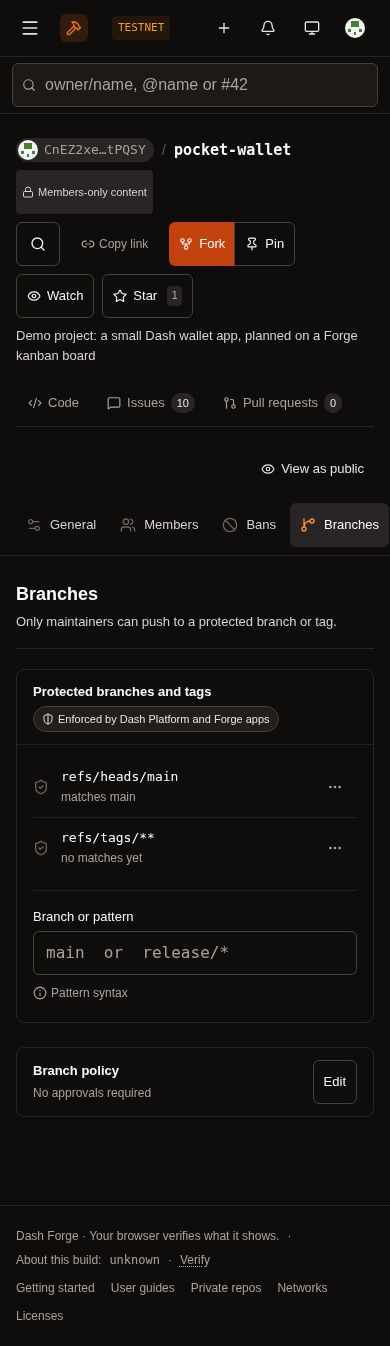 TESTNET
owner/name, @name or #42
CnEZ2xe…tPQSY / pocket-wallet
Members-only content
Copy link Fork Pin
Watch Star 1
Demo project: a small Dash wallet app, planned on a Forge
kanban board
Code Issues 10 Pull requests 0
View as public
General Members Bans Branches
Branches
Only maintainers can push to a protected branch or tag.
Protected branches and tags
Enforced by Dash Platform and Forge apps
refs/heads/main
matches main
refs/tags/**
no matches yet
Branch or pattern
main or release/*
Pattern syntax
Branch policy
No approvals required
Edit
Dash Forge · Your browser verifies what it shows. ·
About this build: unknown · Verify
Getting started User guides Private repos Networks
Licenses